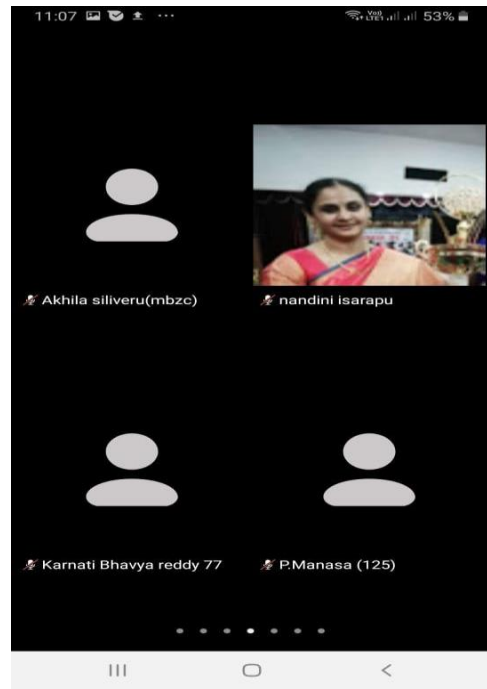 11:07 53%
Akhila siliveru(mbzc)
nandini isarapu
Karnati Bhavya reddy 77
P.Manasa (125)